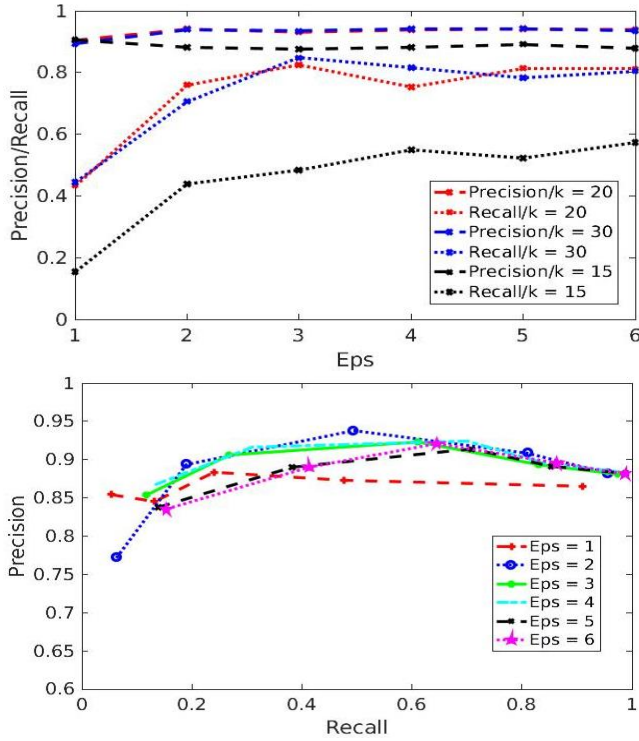 1
0.8
0.6
0.4
0.2
0
Precision/Recall
Precision/k = 20
Recall/k = 20
Precision/k = 30
Recall/k = 30
Precision/k = 15
Recall/k = 15
1 2 3 4 5 6
Eps
1
0.95
0.9
0.85
0.8
0.75
0.7
0.65
0.6
Precision
Eps = 1
Eps = 2
Eps = 3
Eps = 4
Eps = 5
Eps = 6
0 0.2 0.4 0.6 0.8 1
Recall